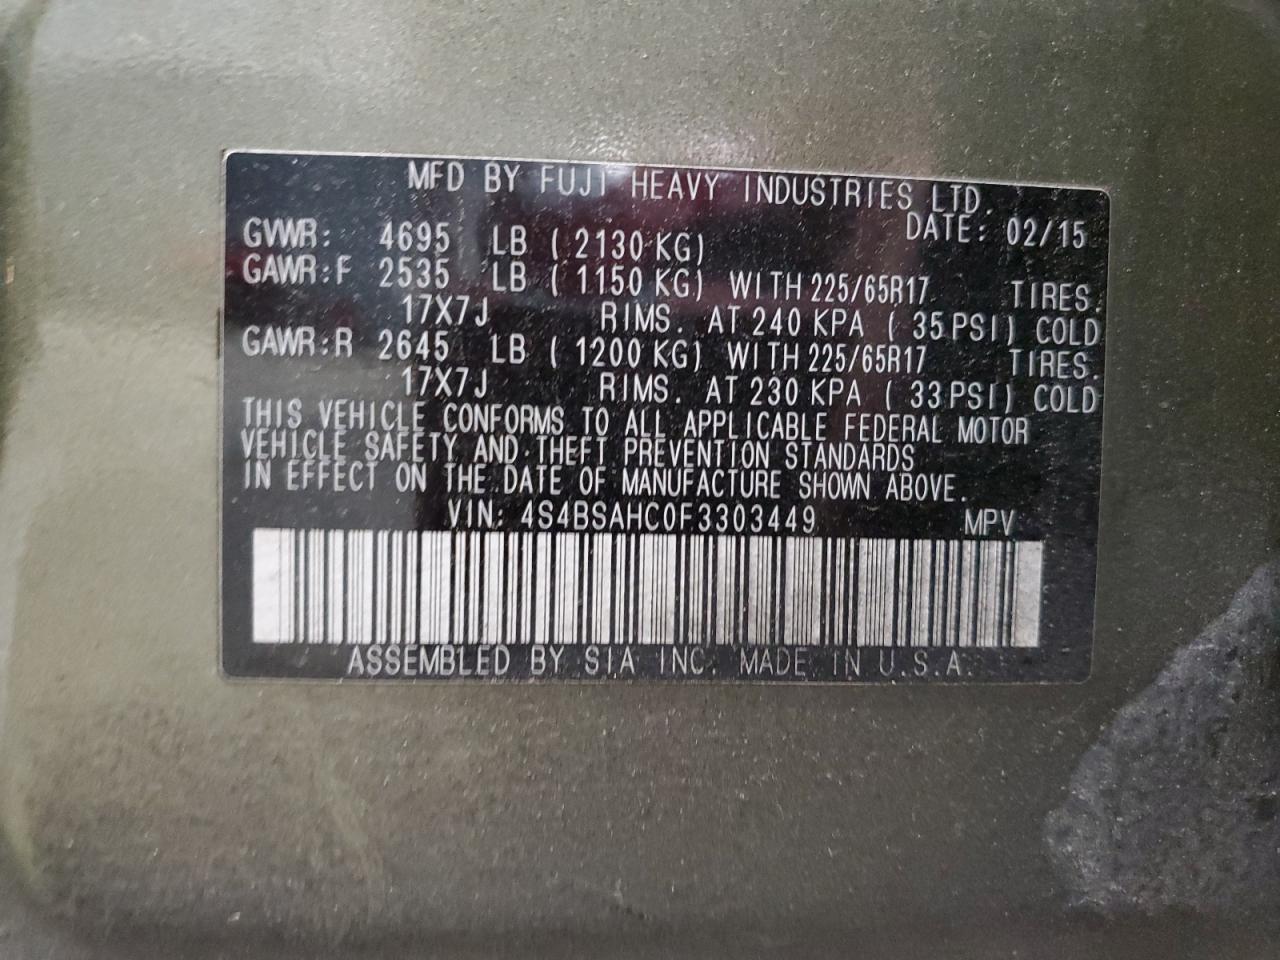 MFD BY FUJI HEAVY INDUSTRIES LTD.
DATE: 02/15
GVWR: 4695 LB ( 2130 KG)
GAWR:F 2535 LB ( 1150 KG) WITH 225/65R17 TIRES.
17X7J RIMS. AT 240 KPA ( 35 PSI) COLD
GAWR:R 2645 LB ( 1200 KG) WITH 225/65R17 TIRES.
17X7J RIMS. AT 230 KPA ( 33 PSI) COLD
THIS VEHICLE CONFORMS TO ALL APPLICABLE FEDERAL MOTOR
VEHICLE SAFETY AND THEFT PREVENTION STANDARDS
IN EFFECT ON THE DATE OF MANUFACTURE SHOWN ABOVE.
VIN: 4S4BSAHC0F3303449 MPV
ASSEMBLED BY SIA INC. MADE IN U.S.A.